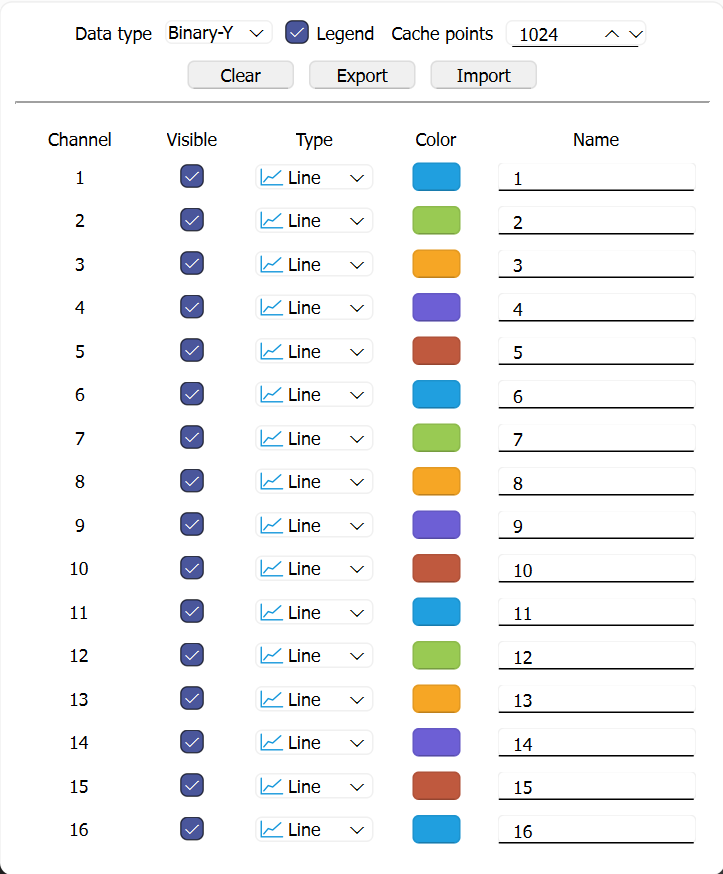 Data type Binary-Y Legend Cache points 1024
Clear Export Import
Channel Visible Type Color Name
1 Line 1
2 Line 2
3 Line 3
4 Line 4
5 Line 5
6 Line 6
7 Line 7
8 Line 8
9 Line 9
10 Line 10
11 Line 11
12 Line 12
13 Line 13
14 Line 14
15 Line 15
16 Line 16